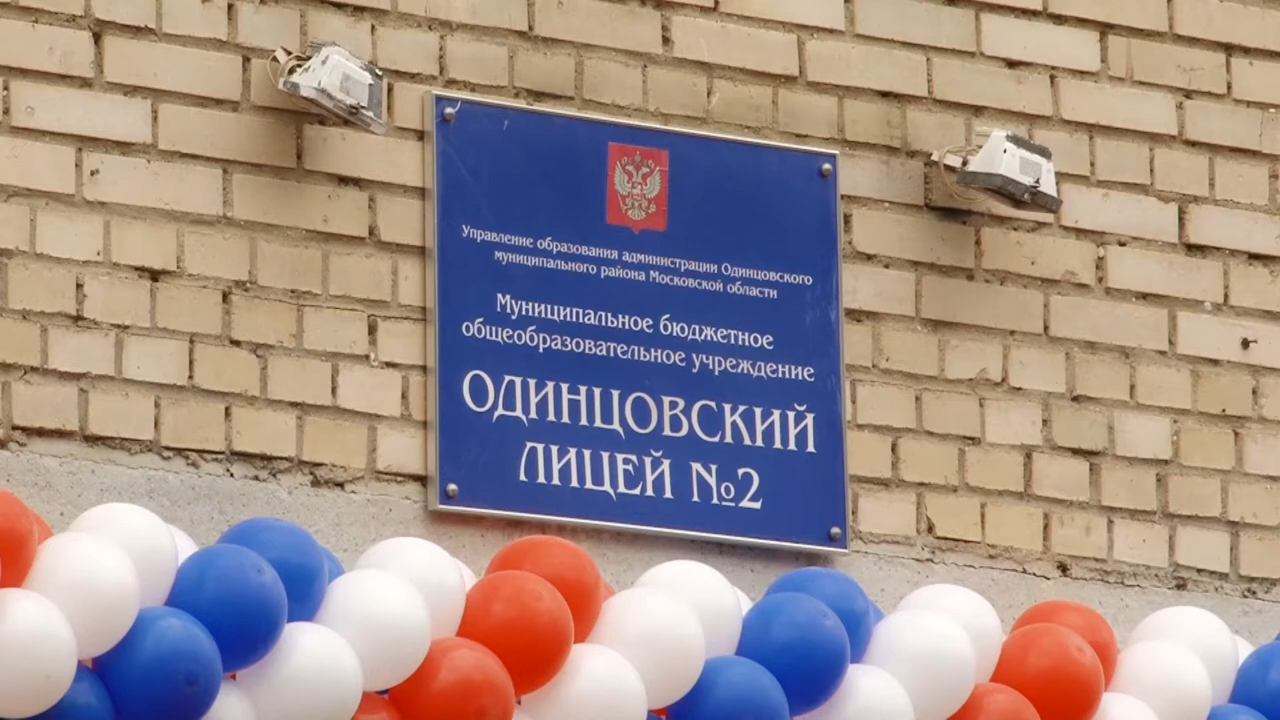 Управление образования администрации Одинцовского
муниципального района Московской области
Муниципальное бюджетное
общеобразовательное учреждение
ОДИНЦОВСКИЙ
ЛИЦЕЙ №2